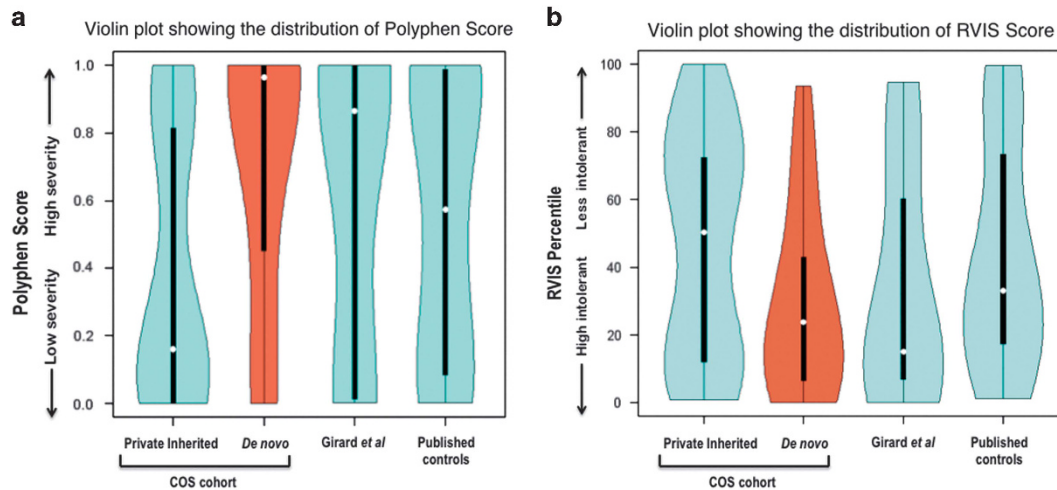 a
Violin plot showing the distribution of Polyphen Score
Polyphen Score
Low severity
High severity
1.0
0.8
0.6
0.4
0.2
0.0
Private Inherited
De novo
Girard et al
Published
controls
COS cohort
b
Violin plot showing the distribution of RVIS Score
RVIS Percentile
High intolerant
Less intolerant
100
80
60
40
20
0
Private Inherited
De novo
Girard et al
Published
controls
COS cohort